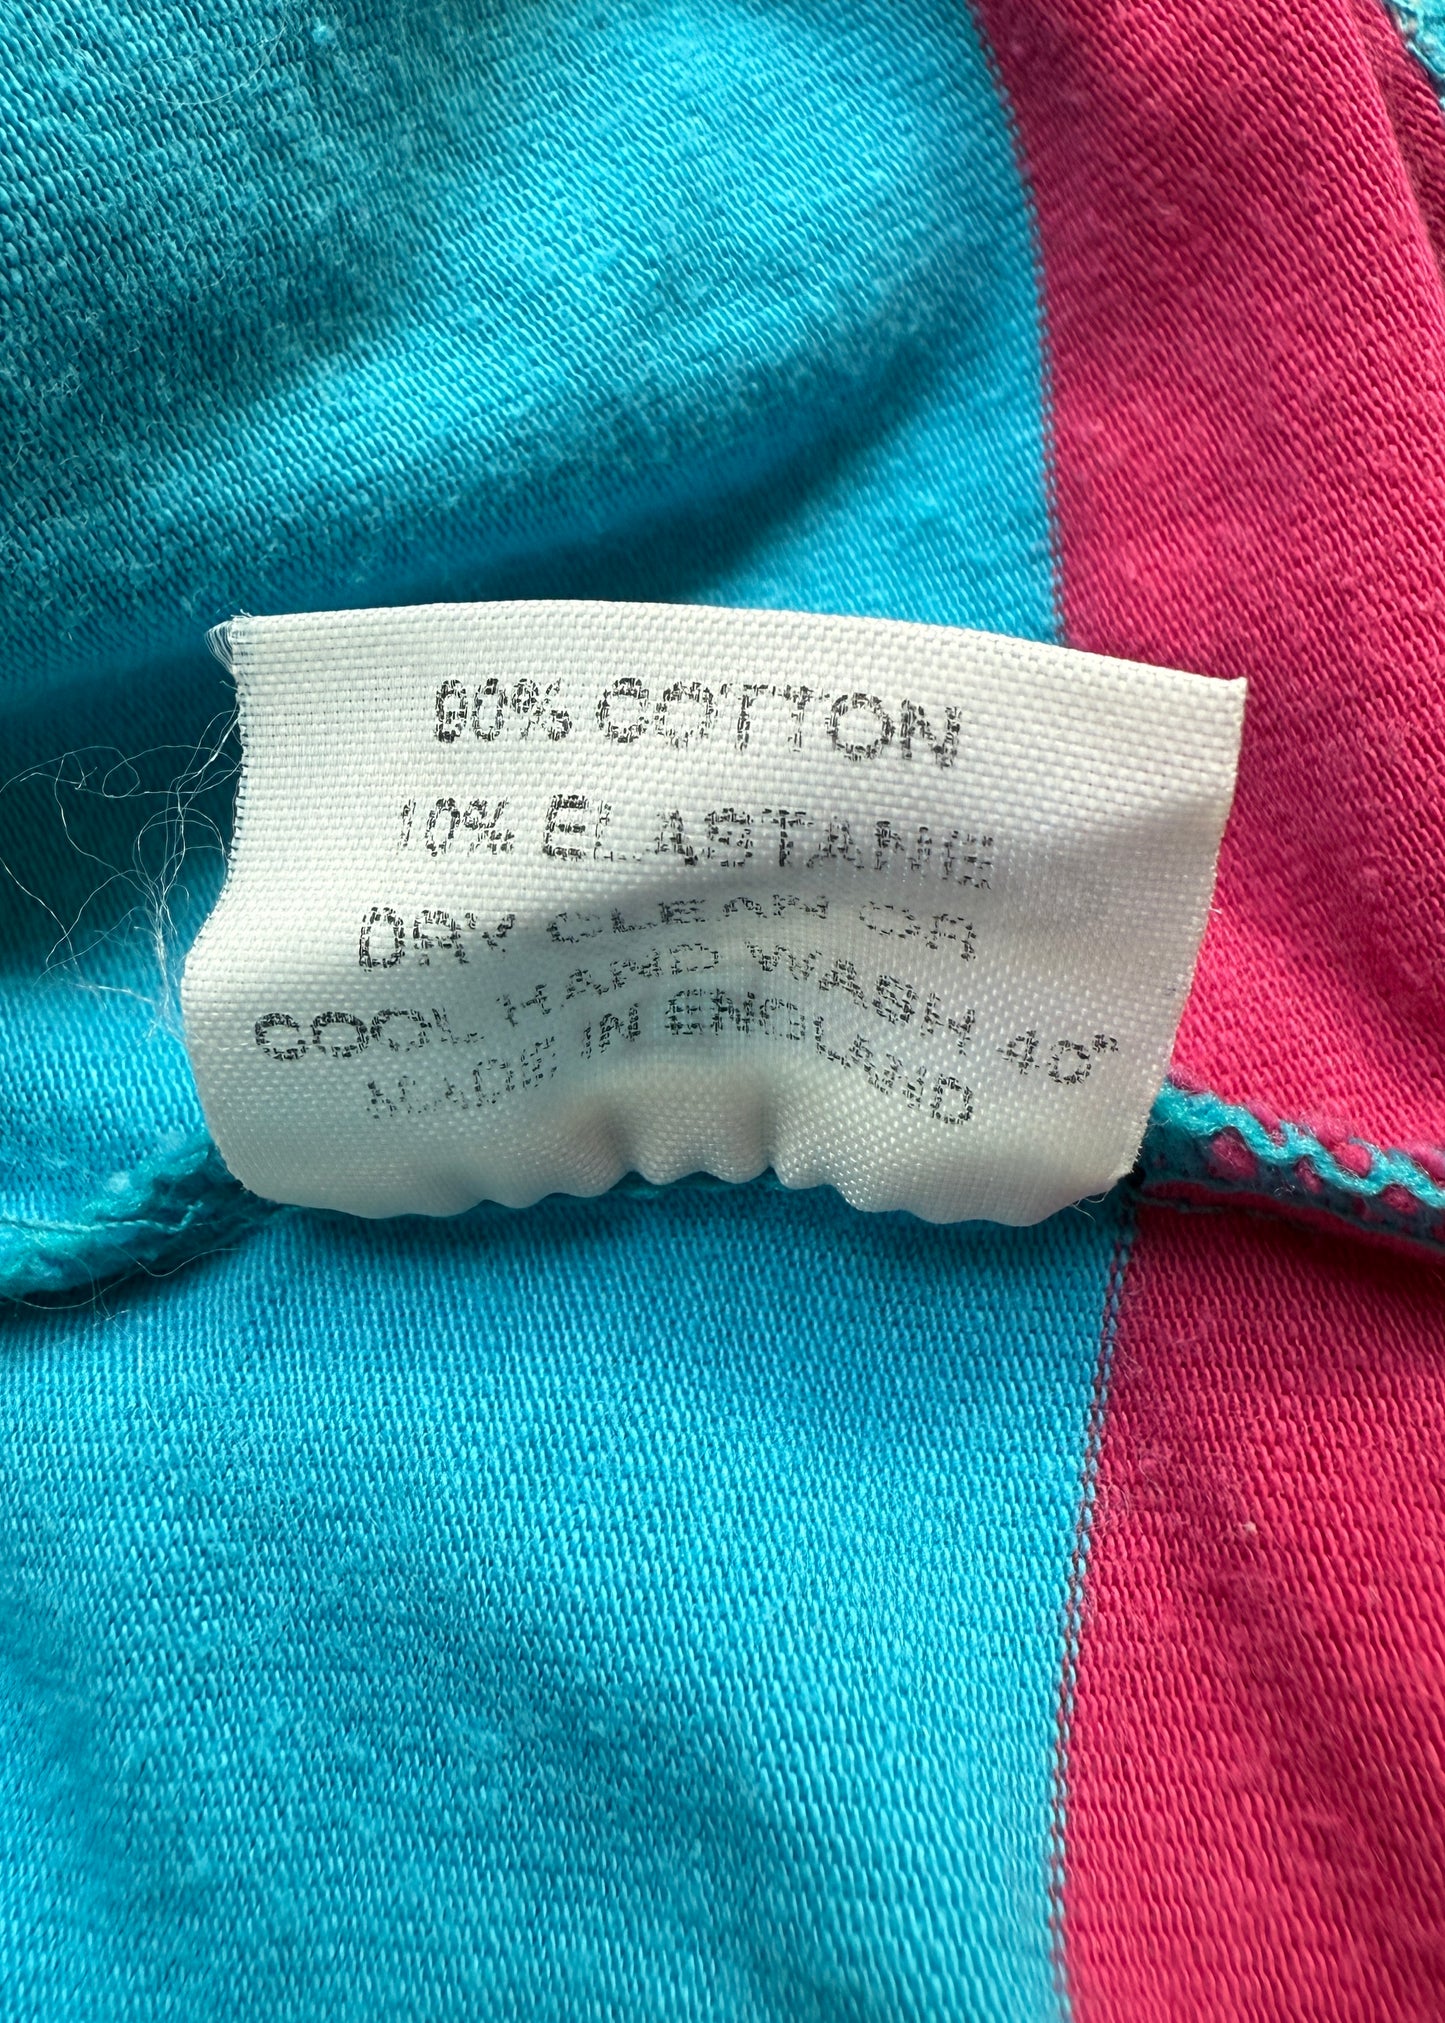 90% COTTON
10% ELASTANE
DRY CLEAN OR
COOL HAND WASH 40°
MADE IN ENGLAND